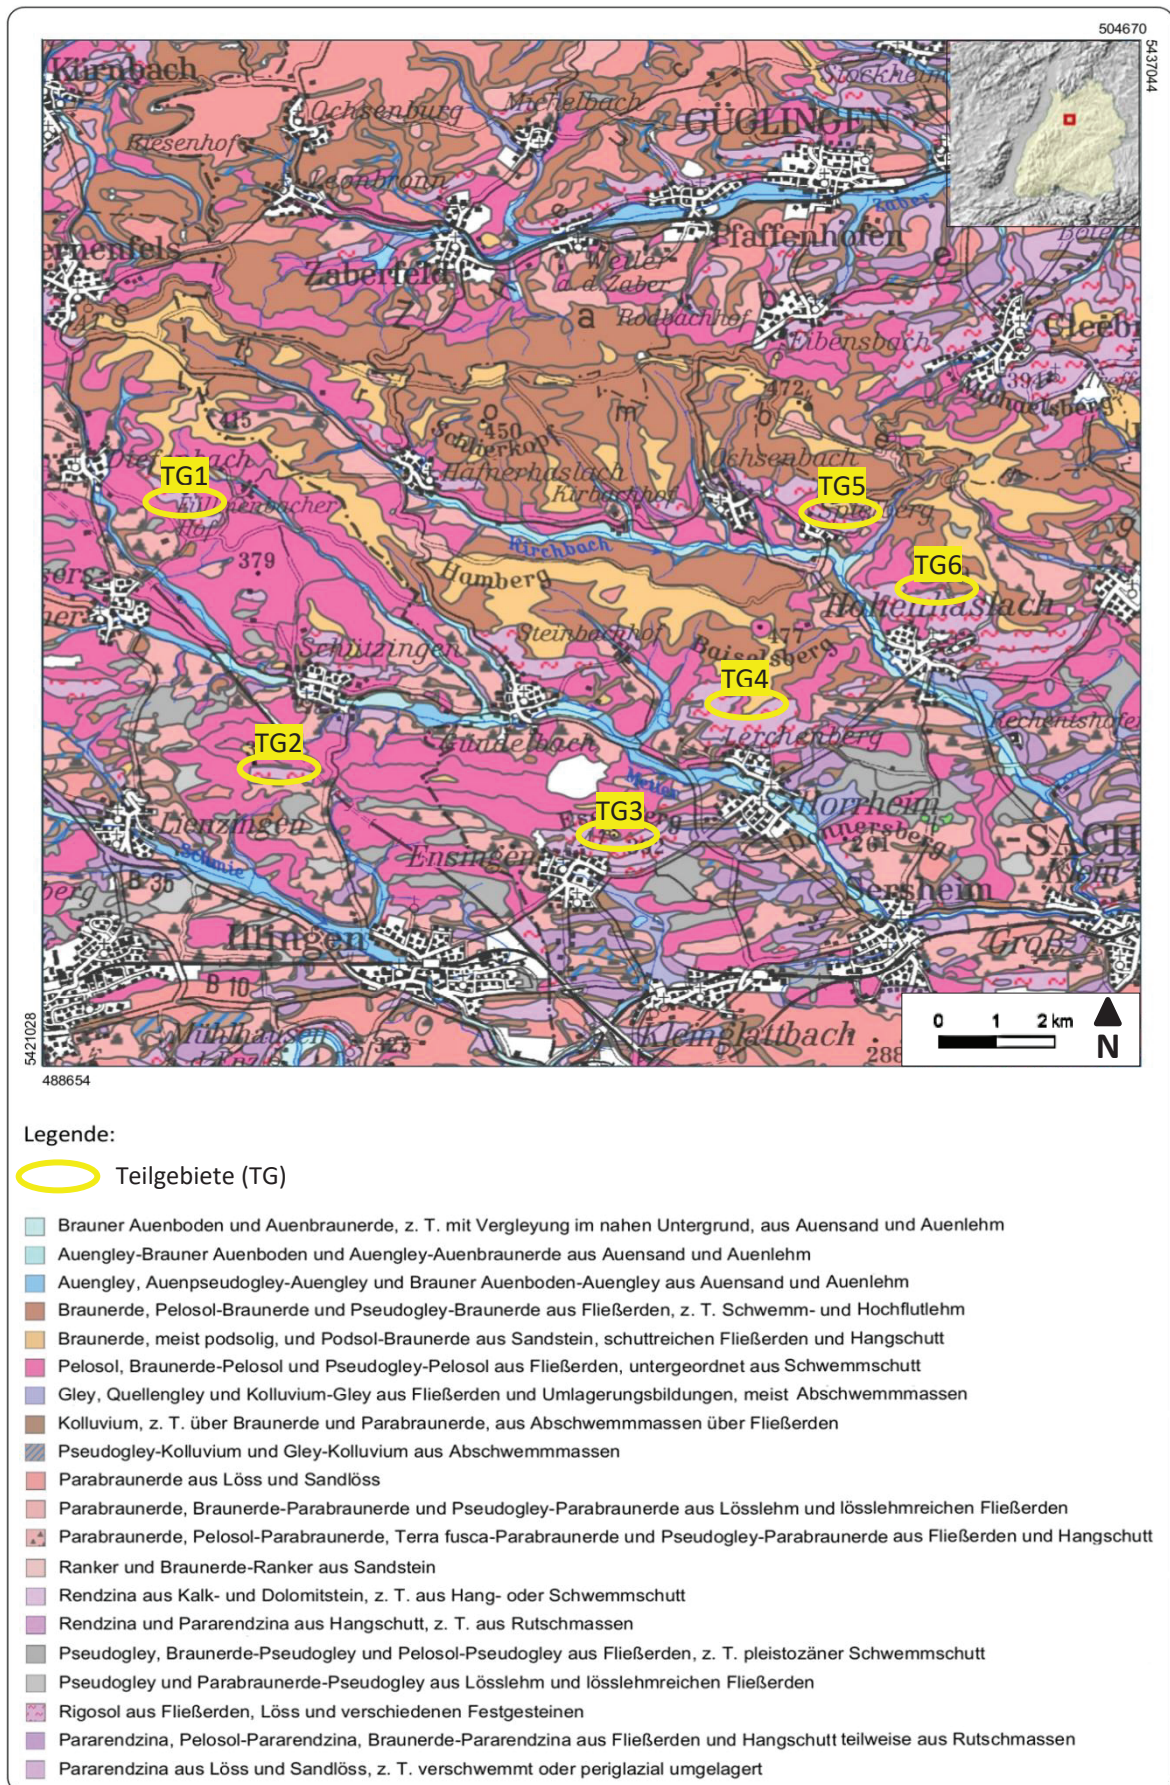 504670
5437044
Kürnbach
Ochsenburg
Michelbach
Stockheim
GÜGLINGEN
Riesenhof
Leonbronn
Zaber
ernenfels
Zaberfeld
Pfaffenhofen
Weiler
a. d. Zaber
Rodbachhof
Eibensbach
Cleebr
394
Michaelsberg
472
415
450
Schlierkopf
Hafnerhaslach
Ochsenbach
Kirbachhof
TG1
TG5
Füllmenbacher
Hof
Kirchbach
379
Hamberg
TG6
Hohenhaslach
Steinbachhof
477
Baiselsberg
Schützingen
TG4
Lerchenberg
Rechentshofen
TG2
Gündelbach
Metter
Horrheim
TG3
Lienzingen
Ensingen
261
SACH
Klein-
Schmie
B 35
berg
Sersheim
Illingen
Groß-
B 10
Mühlhausen
a. d. Enz
Kleinglattbach
288
0 1 2 km
N
5421028
488654
Legende:
Teilgebiete (TG)
Brauner Auenboden und Auenbraunerde, z. T. mit Vergleyung im nahen Untergrund, aus Auensand und Auenlehm
Auengley-Brauner Auenboden und Auengley-Auenbraunerde aus Auensand und Auenlehm
Auengley, Auenpseudogley-Auengley und Brauner Auenboden-Auengley aus Auensand und Auenlehm
Braunerde, Pelosol-Braunerde und Pseudogley-Braunerde aus Fließerden, z. T. Schwemm- und Hochflutlehm
Braunerde, meist podsolig, und Podsol-Braunerde aus Sandstein, schuttreichen Fließerden und Hangschutt
Pelosol, Braunerde-Pelosol und Pseudogley-Pelosol aus Fließerden, untergeordnet aus Schwemmschutt
Gley, Quellengley und Kolluvium-Gley aus Fließerden und Umlagerungsbildungen, meist Abschwemmmassen
Kolluvium, z. T. über Braunerde und Parabraunerde, aus Abschwemmmassen über Fließerden
Pseudogley-Kolluvium und Gley-Kolluvium aus Abschwemmmassen
Parabraunerde aus Löss und Sandlöss
Parabraunerde, Braunerde-Parabraunerde und Pseudogley-Parabraunerde aus Lösslehm und lösslehmreichen Fließerden
Parabraunerde, Pelosol-Parabraunerde, Terra fusca-Parabraunerde und Pseudogley-Parabraunerde aus Fließerden und Hangschutt
Ranker und Braunerde-Ranker aus Sandstein
Rendzina aus Kalk- und Dolomitstein, z. T. aus Hang- oder Schwemmschutt
Rendzina und Pararendzina aus Hangschutt, z. T. aus Rutschmassen
Pseudogley, Braunerde-Pseudogley und Pelosol-Pseudogley aus Fließerden, z. T. pleistozäner Schwemmschutt
Pseudogley und Parabraunerde-Pseudogley aus Lösslehm und lösslehmreichen Fließerden
Rigosol aus Fließerden, Löss und verschiedenen Festgesteinen
Pararendzina, Pelosol-Pararendzina, Braunerde-Pararendzina aus Fließerden und Hangschutt teilweise aus Rutschmassen
Pararendzina aus Löss und Sandlöss, z. T. verschwemmt oder periglazial umgelagert